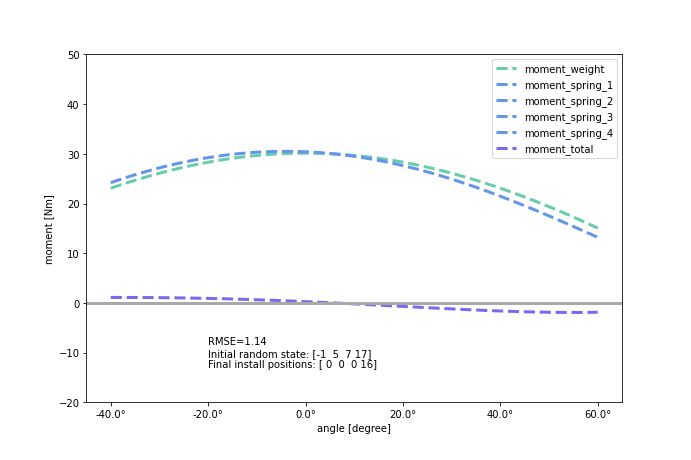 50
40
30
20
10
0
−10
−20
moment [Nm]
moment_weight
moment_spring_1
moment_spring_2
moment_spring_3
moment_spring_4
moment_total
RMSE=1.14
Initial random state: [-1  5  7 17]
Final install positions: [ 0  0  0 16]
-40.0° -20.0° 0.0° 20.0° 40.0° 60.0°
angle [degree]